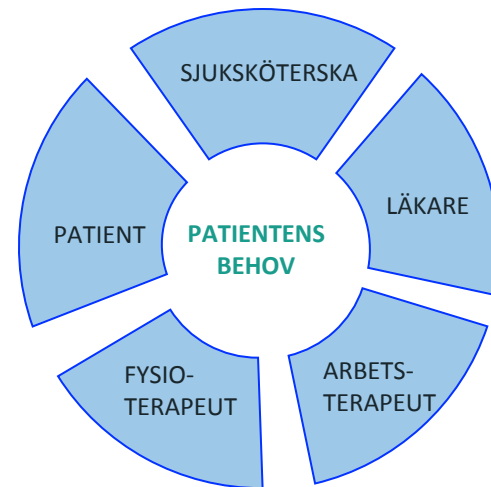 SJUKSKÖTERSKA
LÄKARE
PATIENT
PATIENTENS
BEHOV
FYSIO-
TERAPEUT
ARBETS-
TERAPEUT